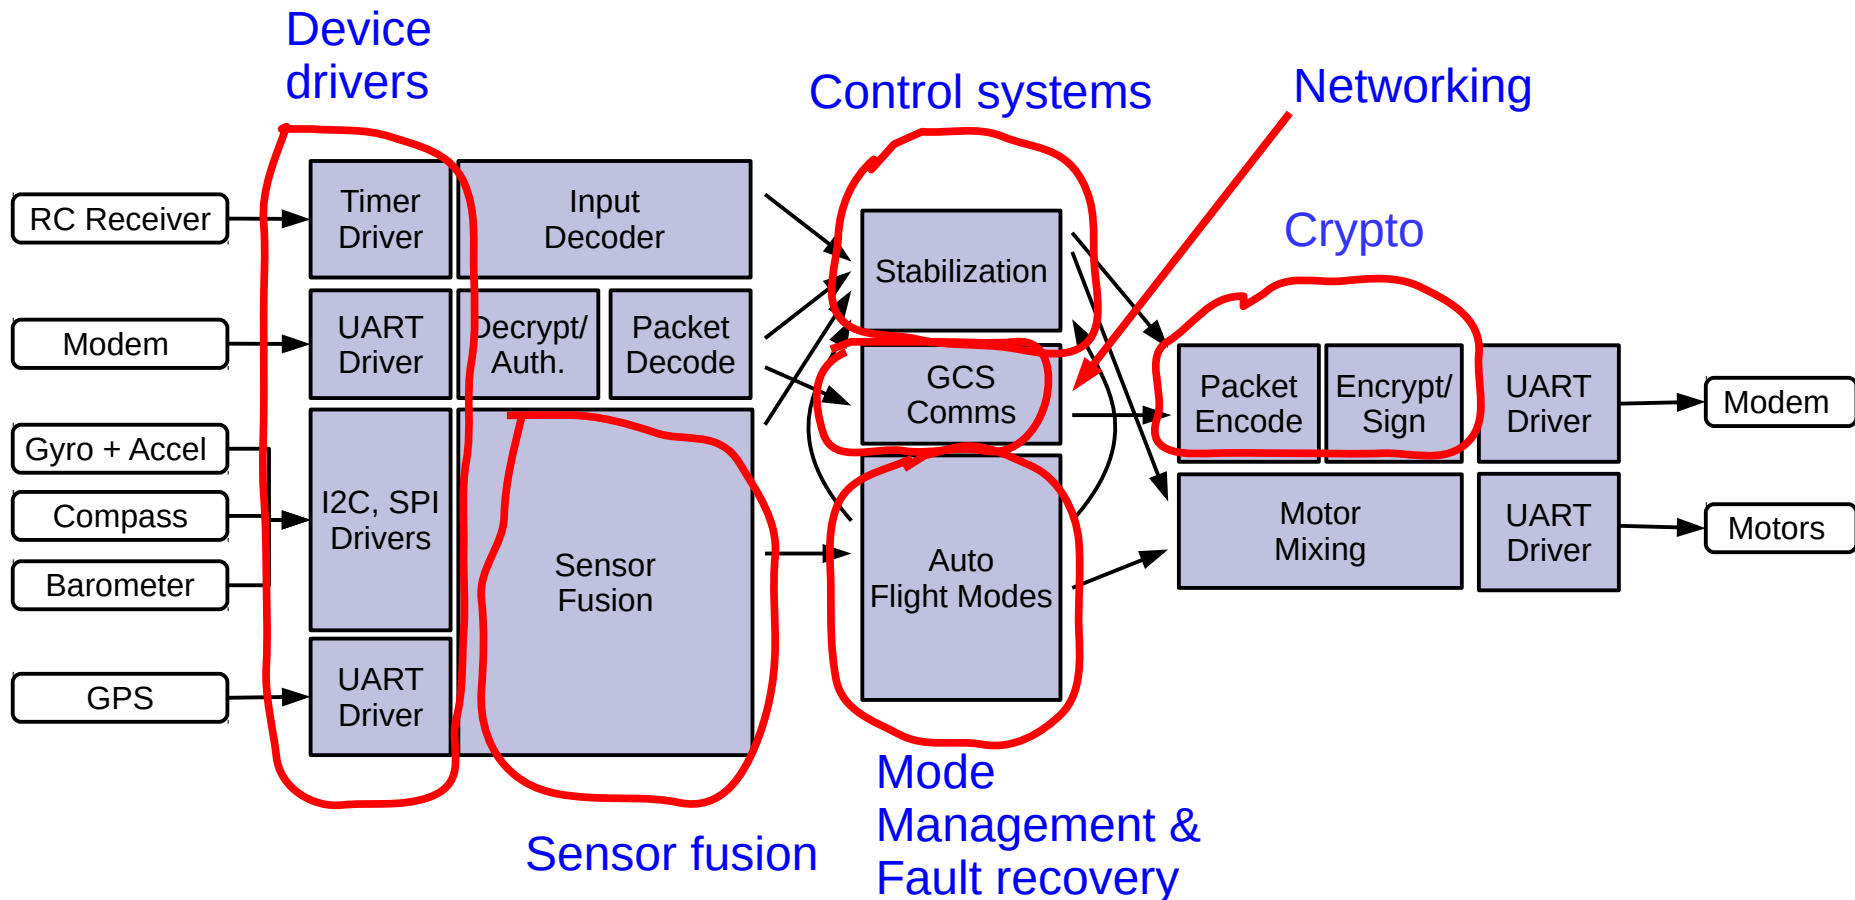 Device
drivers
Control systems
Networking
Crypto
RC Receiver
Timer
Driver
Input
Decoder
Modem
UART
Driver
Decrypt/
Auth.
Packet
Decode
Gyro + Accel
Compass
Barometer
I2C, SPI
Drivers
Sensor
Fusion
GPS
UART
Driver
Stabilization
GCS
Comms
Auto
Flight Modes
Packet
Encode
Encrypt/
Sign
UART
Driver
Modem
Motor
Mixing
UART
Driver
Motors
Sensor fusion
Mode
Management &
Fault recovery